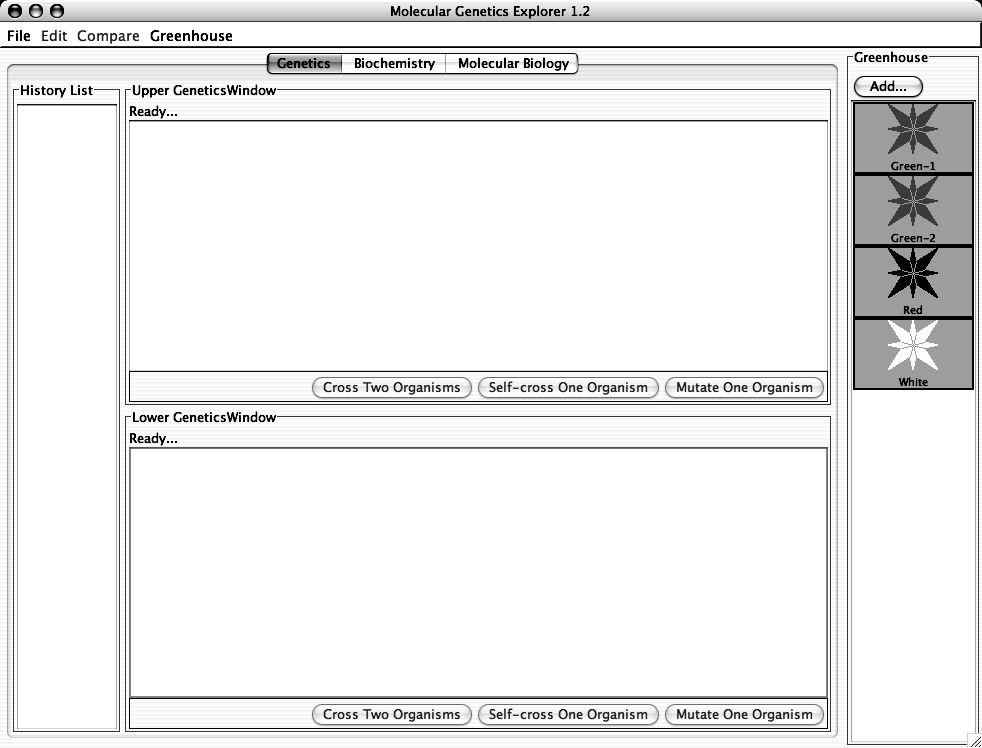 Molecular Genetics Explorer 1.2
File Edit Compare Greenhouse
Genetics Biochemistry Molecular Biology
History List
Upper GeneticsWindow
Ready...
Cross Two Organisms Self-cross One Organism Mutate One Organism
Lower GeneticsWindow
Ready...
Cross Two Organisms Self-cross One Organism Mutate One Organism
Greenhouse
Add...
Green-1
Green-2
Red
White